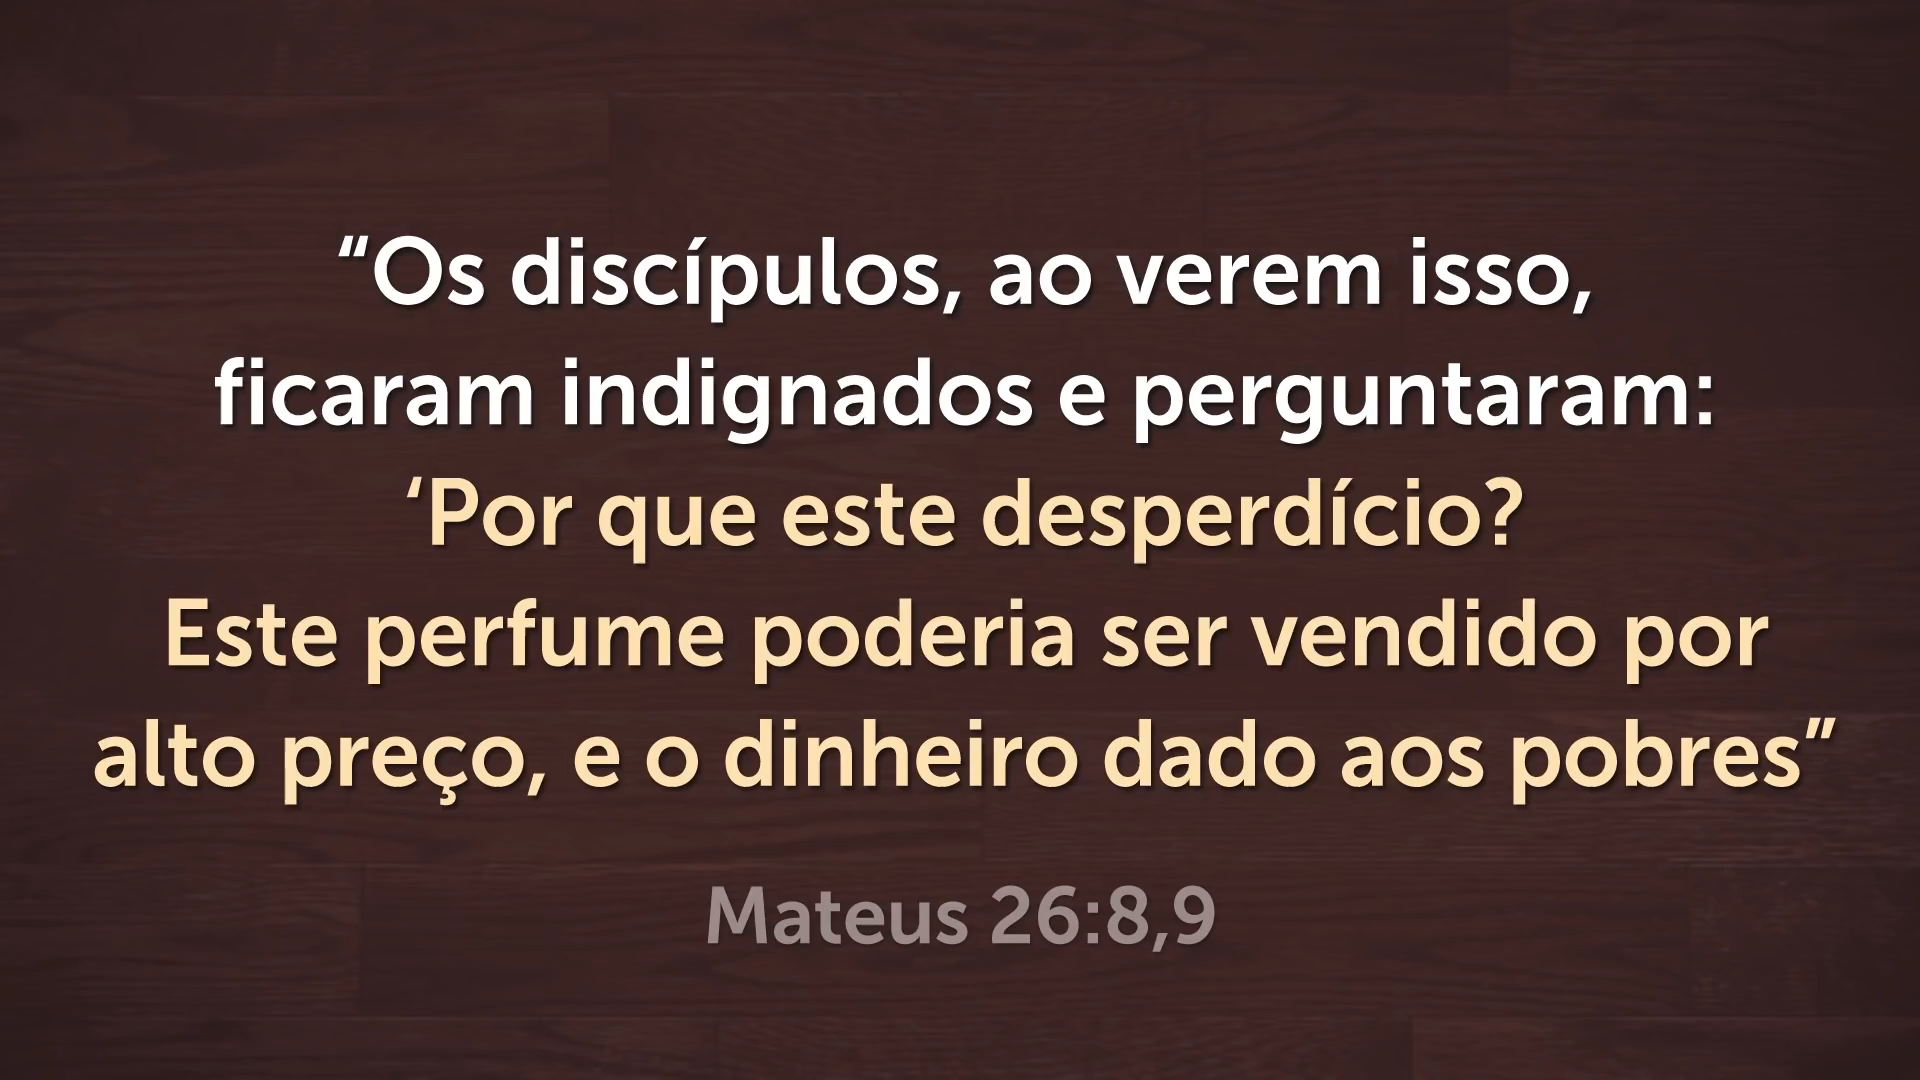 “Os discípulos, ao verem isso,
ficaram indignados e perguntaram:
‘Por que este desperdício?
Este perfume poderia ser vendido por
alto preço, e o dinheiro dado aos pobres”
Mateus 26:8,9